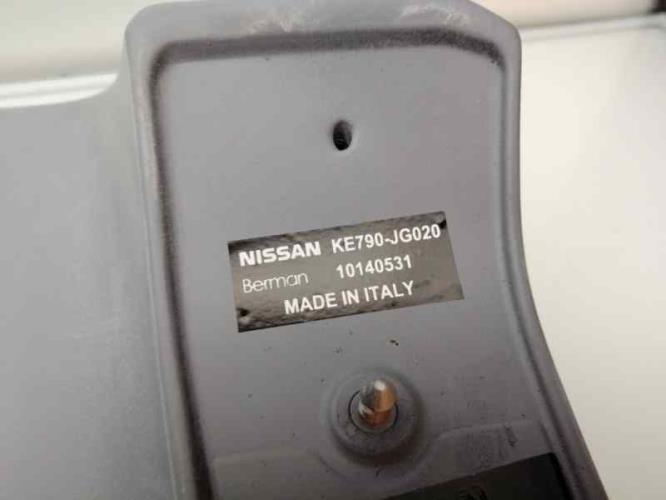 NISSAN KE790-JG020
Berman 10140531
MADE IN ITALY